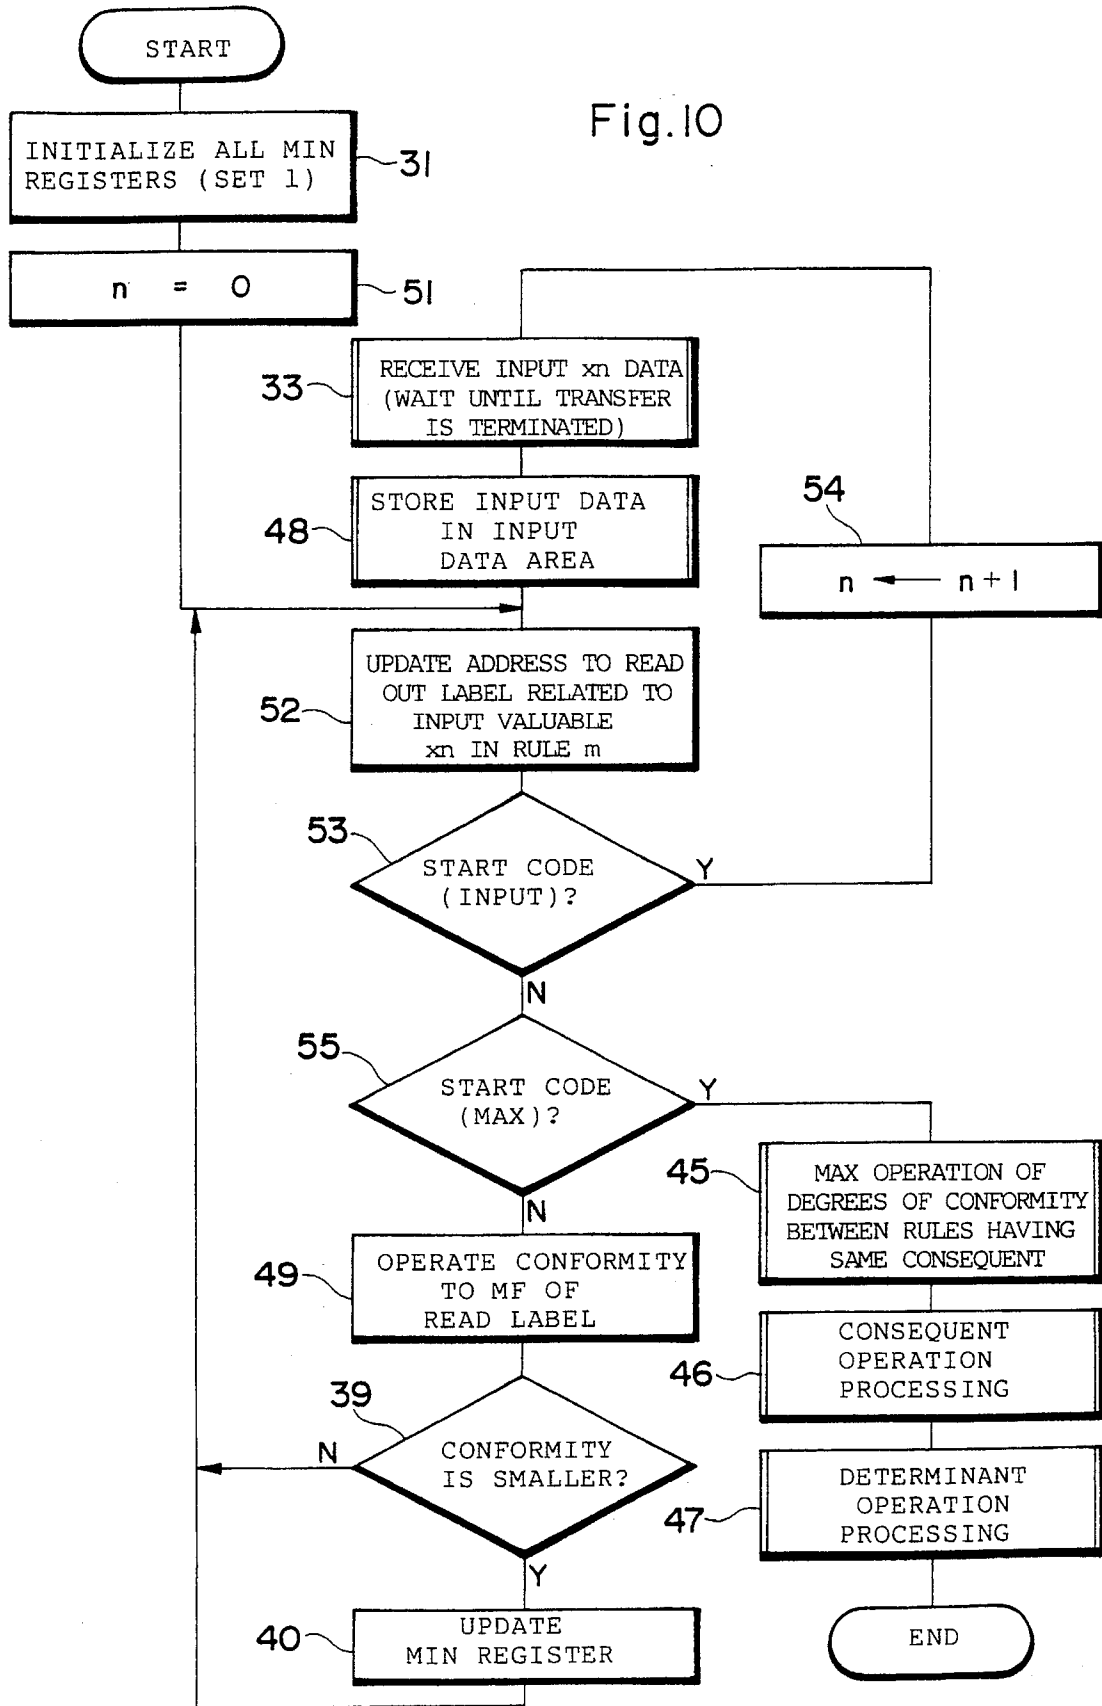 START
Fig.10
INITIALIZE ALL MIN
REGISTERS (SET 1)
31
n = 0
51
RECEIVE INPUT xn DATA
(WAIT UNTIL TRANSFER
IS TERMINATED)
33
STORE INPUT DATA
IN INPUT
DATA AREA
48
54
n ← n+1
UPDATE ADDRESS TO READ
OUT LABEL RELATED TO
INPUT VALUABLE
xn IN RULE m
52
53
START CODE
(INPUT)?
Y
N
55
START CODE
(MAX)?
Y
N
45
MAX OPERATION OF
DEGREES OF CONFORMITY
BETWEEN RULES HAVING
SAME CONSEQUENT
49
OPERATE CONFORMITY
TO MF OF
READ LABEL
46
CONSEQUENT
OPERATION
PROCESSING
39
CONFORMITY
IS SMALLER?
N
Y
47
DETERMINANT
OPERATION
PROCESSING
40
UPDATE
MIN REGISTER
END